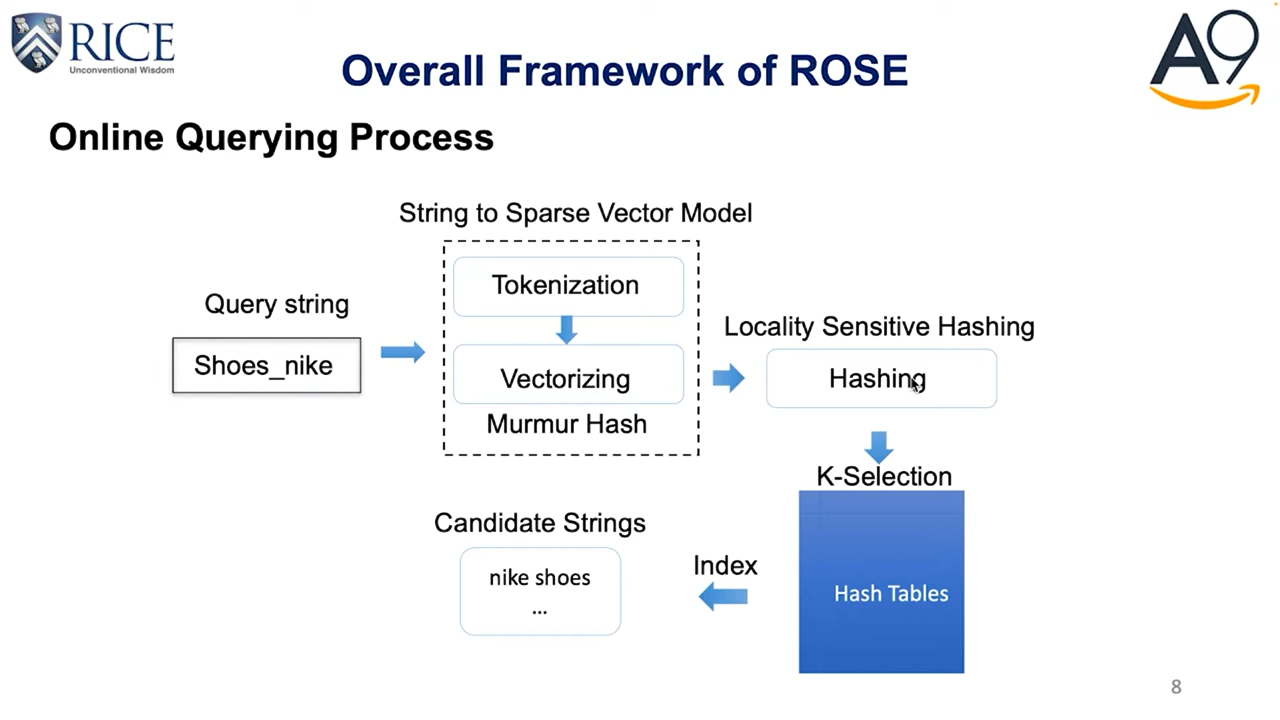 RICE
Unconventional Wisdom
A9
Overall Framework of ROSE
Online Querying Process
String to Sparse Vector Model
Tokenization
Query string
Shoes_nike
Vectorizing
Murmur Hash
Locality Sensitive Hashing
Hashing
K-Selection
Hash Tables
Index
Candidate Strings
nike shoes
...
8